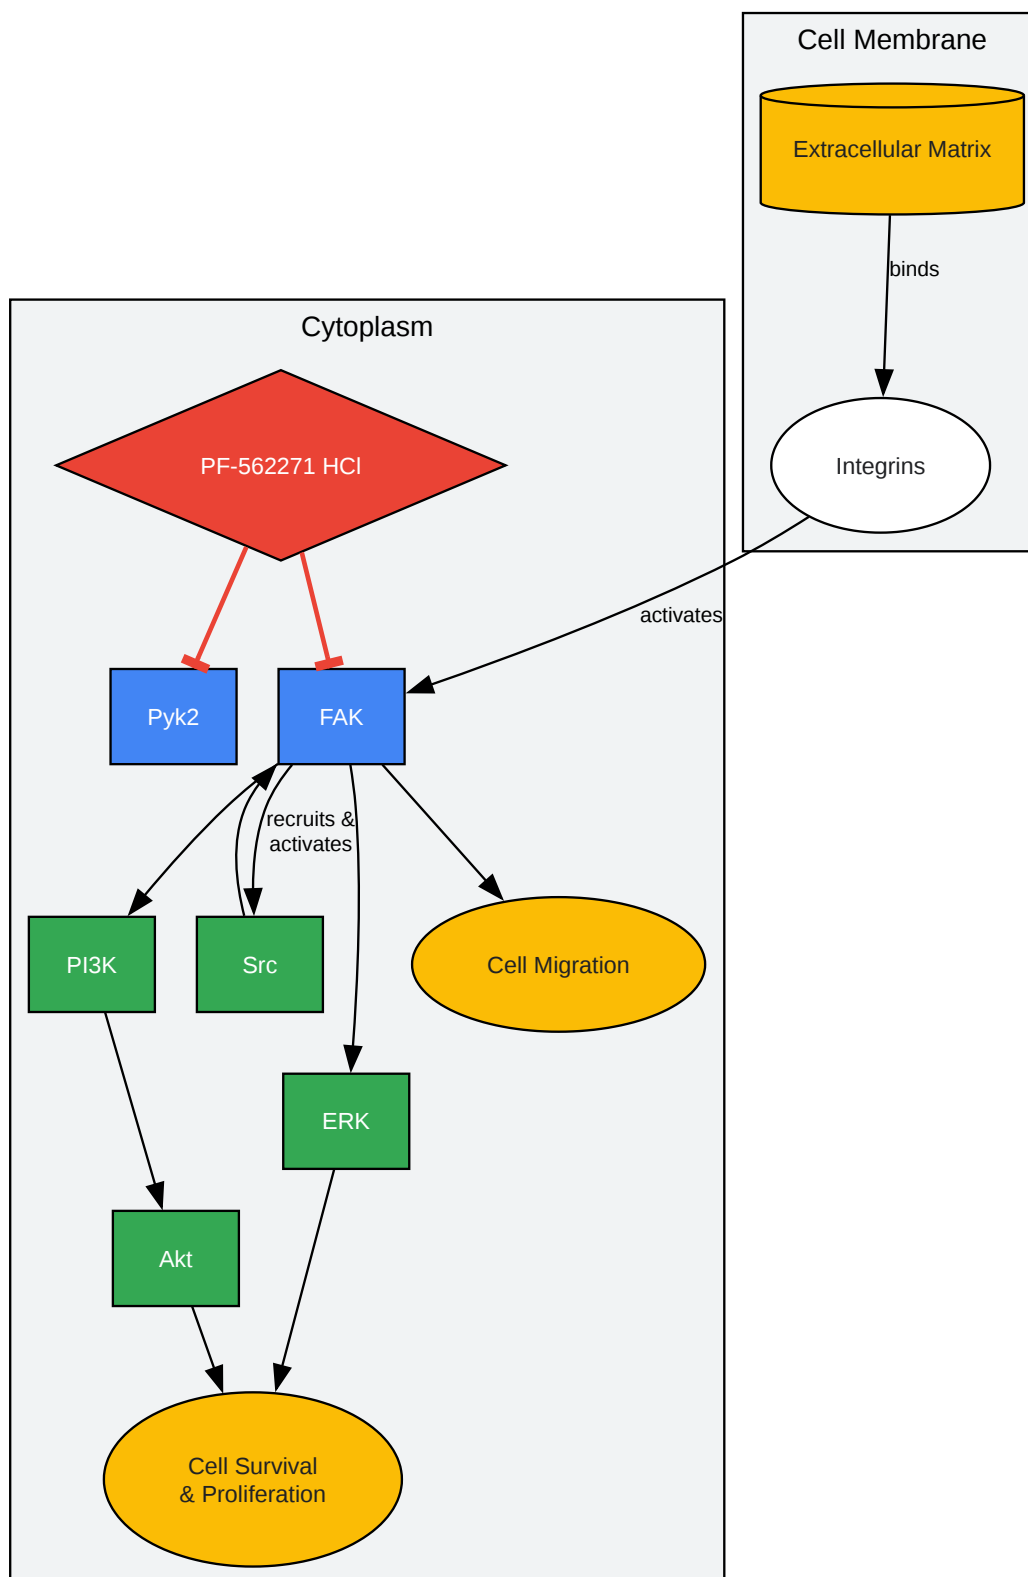 Cell Membrane
Extracellular Matrix
binds
Cytoplasm
PF-562271 HCl
Integrins
activates
Pyk2
FAK
recruits &
activates
PI3K
Src
Cell Migration
ERK
Akt
Cell Survival
& Proliferation